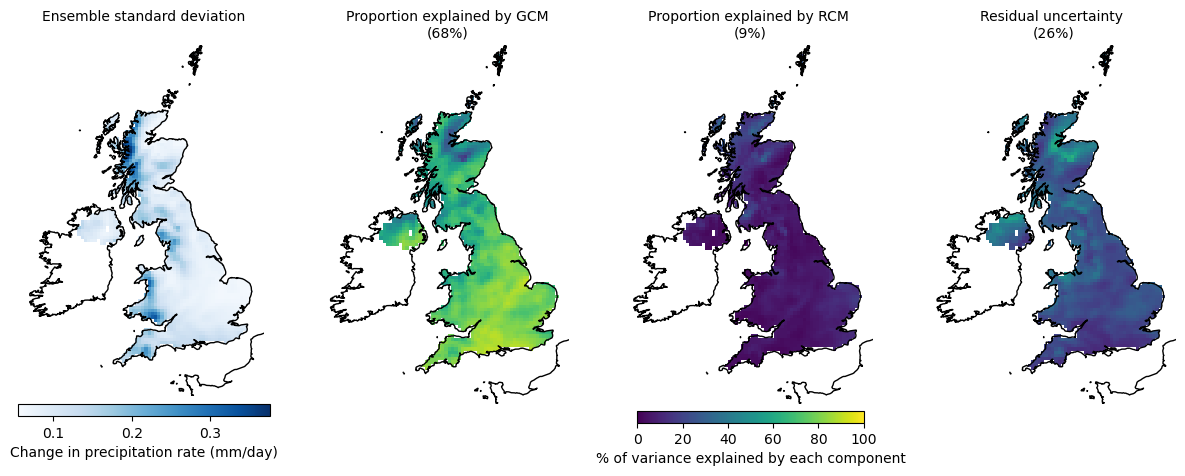 Ensemble standard deviation
Proportion explained by GCM
(68%)
Proportion explained by RCM
(9%)
Residual uncertainty
(26%)
0.1 0.2 0.3
Change in precipitation rate (mm/day)
0 20 40 60 80 100
% of variance explained by each component